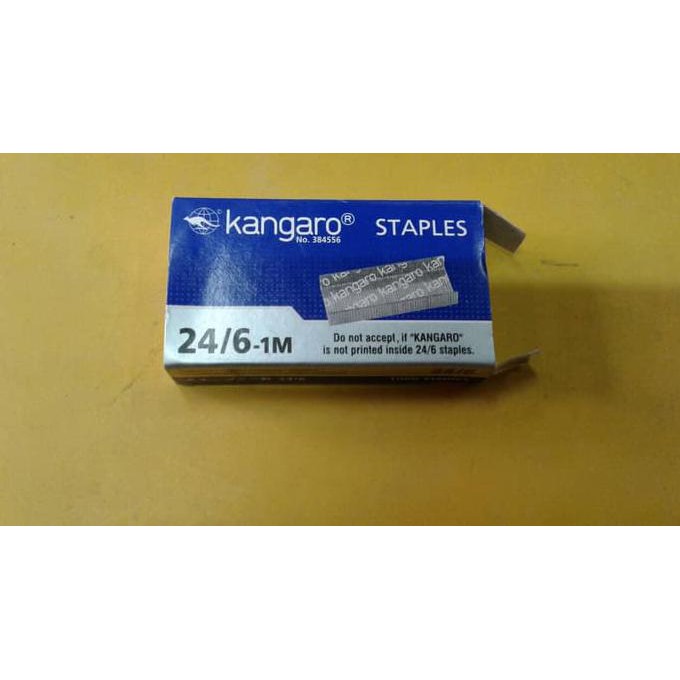 kangaro® STAPLES
No. 384556
kangaro kangaro
24/6-1M
Do not accept, if "KANGARO"
is not printed inside 24/6 staples.